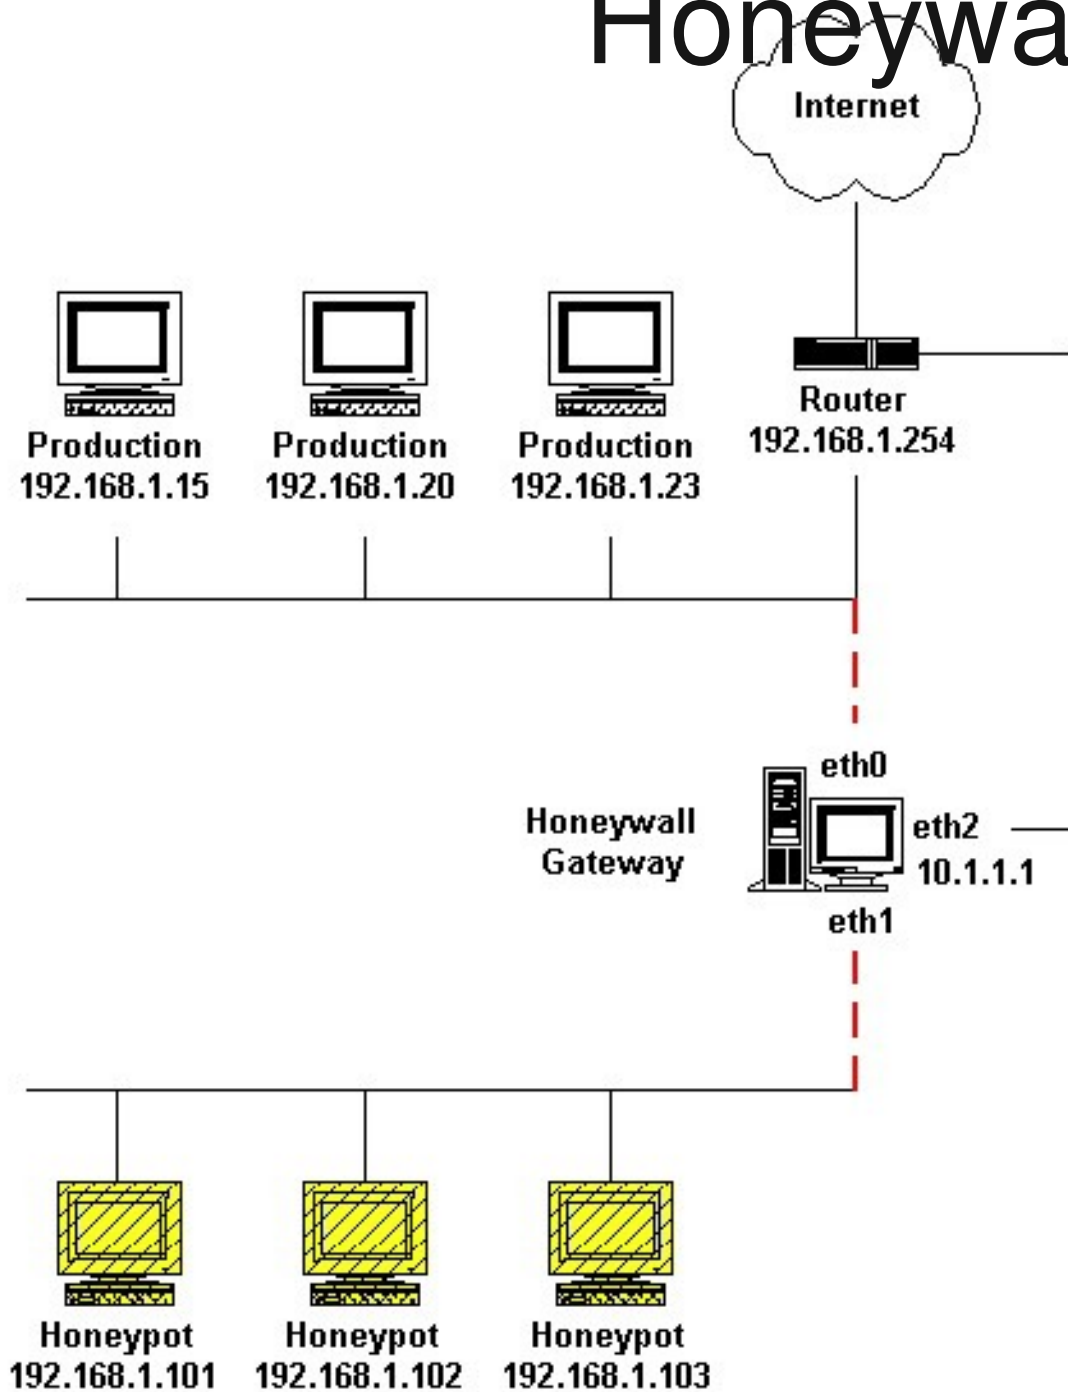 Honeywa
Internet
Router
192.168.1.254
Production
192.168.1.15
Production
192.168.1.20
Production
192.168.1.23
eth0
Honeywall
Gateway
eth2
10.1.1.1
eth1
Honeypot
192.168.1.101
Honeypot
192.168.1.102
Honeypot
192.168.1.103